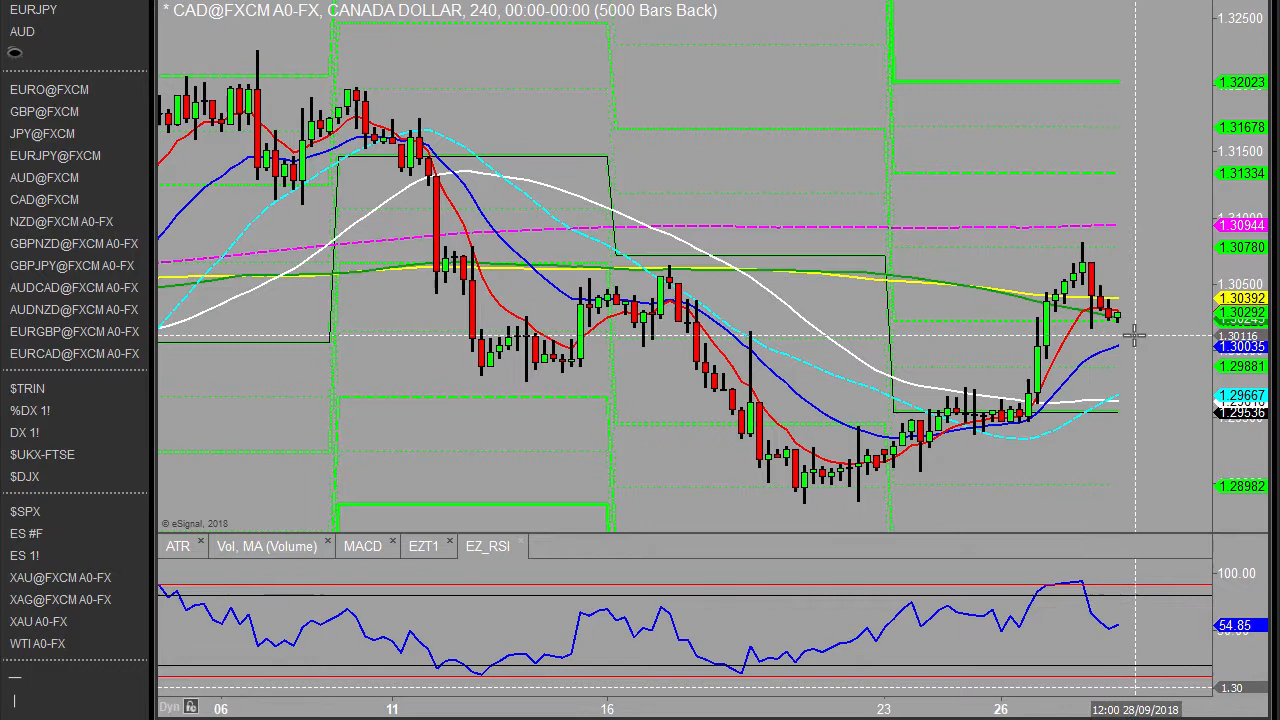 EURJPY
AUD
EURO@FXCM
GBP@FXCM
JPY@FXCM
EURJPY@FXCM
AUD@FXCM
CAD@FXCM
NZD@FXCM A0-FX
GBPNZD@FXCM A0-FX
GBPJPY@FXCM A0-FX
AUDCAD@FXCM A0-FX
AUDNZD@FXCM A0-FX
EURGBP@FXCM A0-FX
EURCAD@FXCM A0-FX
$TRIN
%DX 1!
DX 1!
$UKX-FTSE
$DJX
$SPX
ES #F
ES 1!
XAU@FXCM A0-FX
XAG@FXCM A0-FX
XAU A0-FX
WTI A0-FX
* CAD@FXCM A0-FX, CANADA DOLLAR, 240, 00:00-00:00 (5000 Bars Back)
1.32500
1.32023
1.31678
1.31500
1.31334
1.30944
1.30780
1.30500
1.30392
1.30292
1.30116
1.30035
1.29881
1.29667
1.29536
1.28982
© eSignal, 2018
ATR
Vol, MA (Volume)
MACD
EZT1
EZ_RSI
100.00
54.85
1.30
Dyn
06 11 16 23 26 12:00 28/09/2018